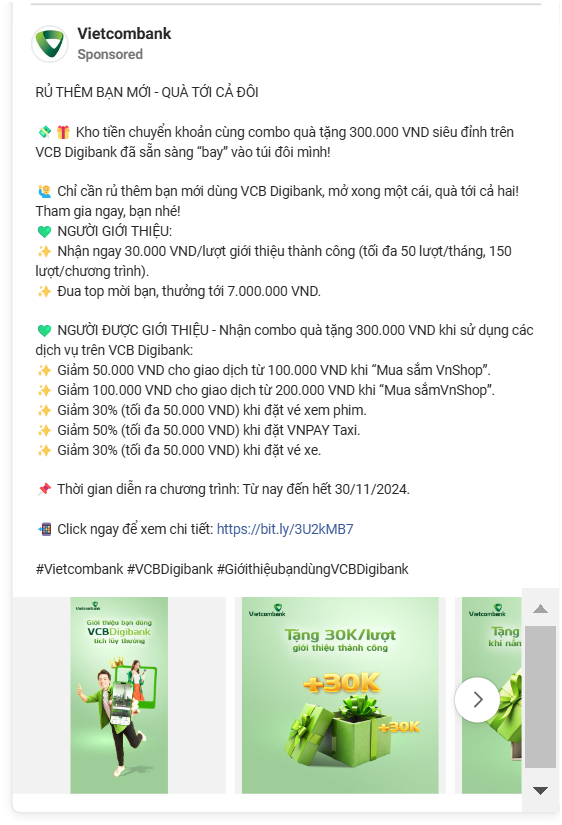 Vietcombank
Sponsored
RỦ THÊM BẠN MỚI - QUÀ TỚI CẢ ĐÔI
💸 🎁 Kho tiền chuyển khoản cùng combo quà tặng 300.000 VND siêu đỉnh trên
VCB Digibank đã sẵn sàng “bay” vào túi đôi mình!
🙋 Chỉ cần rủ thêm bạn mới dùng VCB Digibank, mở xong một cái, quà tới cả hai!
Tham gia ngay, bạn nhé!
💚 NGƯỜI GIỚI THIỆU:
✨ Nhận ngay 30.000 VND/lượt giới thiệu thành công (tối đa 50 lượt/tháng, 150
lượt/chương trình).
✨ Đua top mời bạn, thưởng tới 7.000.000 VND.
💚 NGƯỜI ĐƯỢC GIỚI THIỆU - Nhận combo quà tặng 300.000 VND khi sử dụng các
dịch vụ trên VCB Digibank:
✨ Giảm 50.000 VND cho giao dịch từ 100.000 VND khi “Mua sắm VnShop”.
✨ Giảm 100.000 VND cho giao dịch từ 200.000 VND khi “Mua sắmVnShop”.
✨ Giảm 30% (tối đa 50.000 VND) khi đặt vé xem phim.
✨ Giảm 50% (tối đa 50.000 VND) khi đặt VNPAY Taxi.
✨ Giảm 30% (tối đa 50.000 VND) khi đặt vé xe.
📌 Thời gian diễn ra chương trình: Từ nay đến hết 30/11/2024.
📲 Click ngay để xem chi tiết: https://bit.ly/3U2kMB7
#Vietcombank #VCBDigibank #GiớithiệubạndùngVCBDigibank
Vietcombank
Giới thiệu bạn dùng
VCBDigibank
tích lũy thưởng
Vietcombank
Tặng 30K/lượt
giới thiệu thành công
+30K
+30K
Vietcombank
Tặng